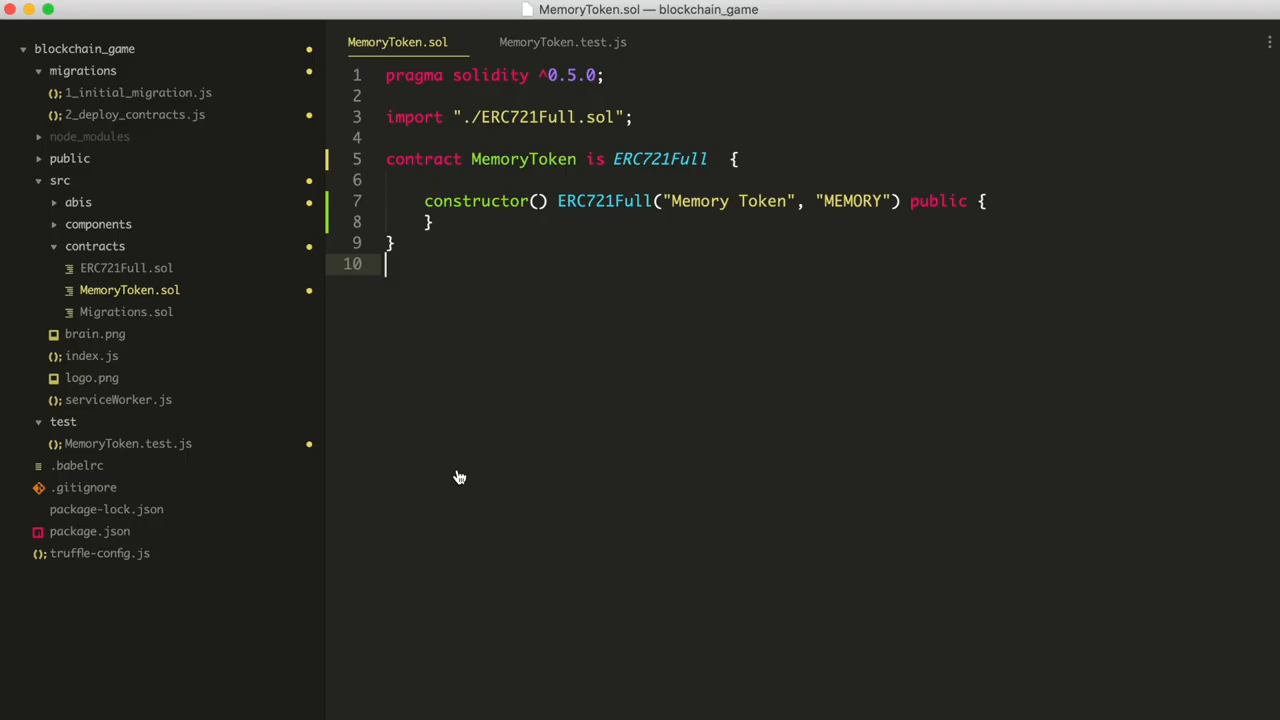 MemoryToken.sol — blockchain_game
blockchain_game
migrations
1_initial_migration.js
2_deploy_contracts.js
node_modules
public
src
abis
components
contracts
ERC721Full.sol
MemoryToken.sol
Migrations.sol
brain.png
index.js
logo.png
serviceWorker.js
test
MemoryToken.test.js
.babelrc
.gitignore
package-lock.json
package.json
truffle-config.js
MemoryToken.sol MemoryToken.test.js
1 pragma solidity ^0.5.0;
2
3 import "./ERC721Full.sol";
4
5 contract MemoryToken is ERC721Full  {
6
7     constructor() ERC721Full("Memory Token", "MEMORY") public {
8     }
9 }
10